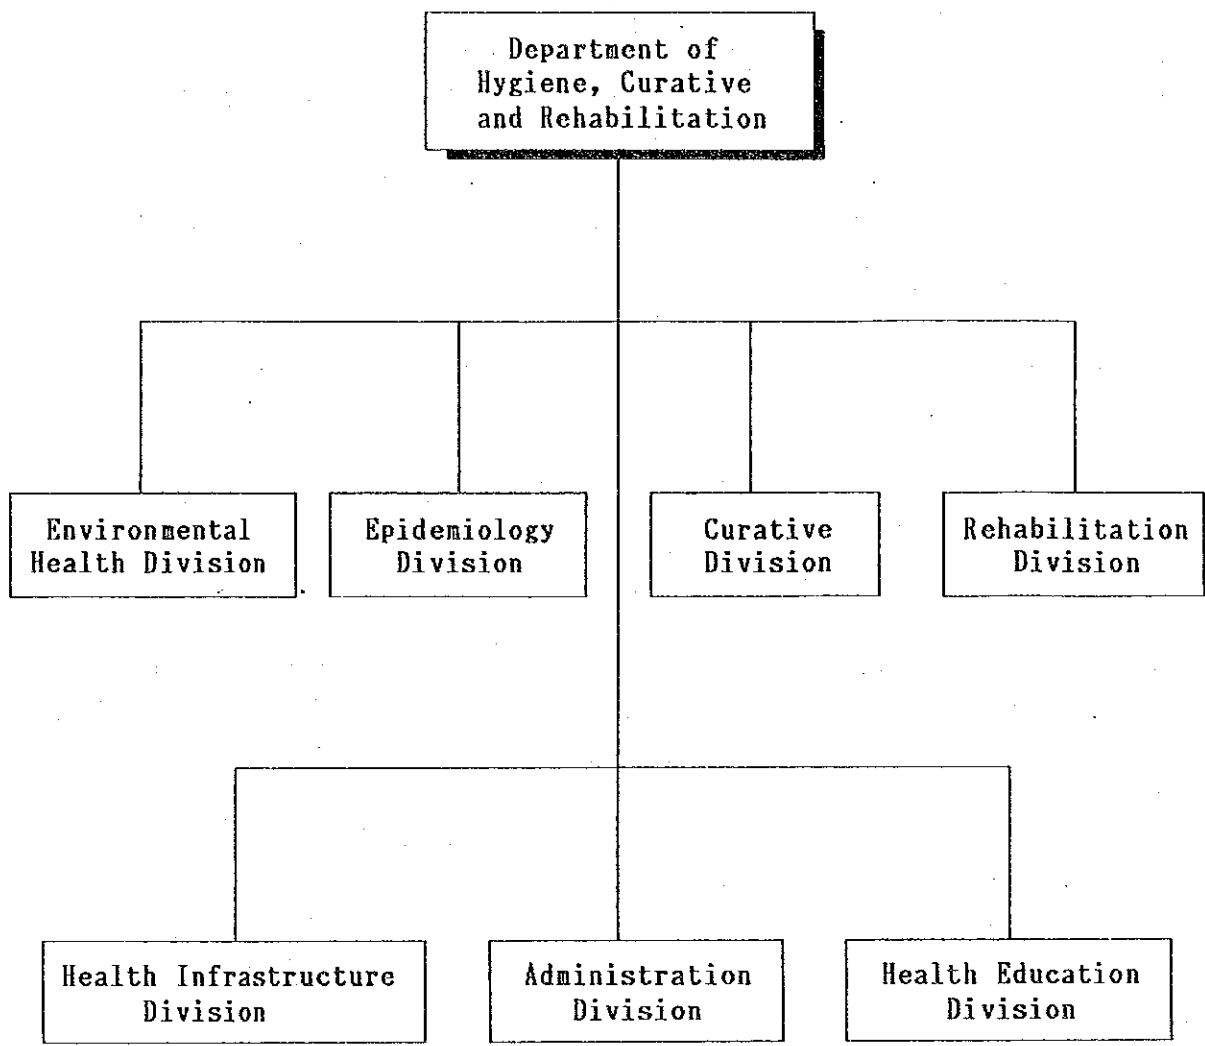 Department of
Hygiene, Curative
and Rehabilitation
Environmental
Health Division
Epidemiology
Division
Curative
Division
Rehabilitation
Division
Health Infrastructure
Division
Administration
Division
Health Education
Division